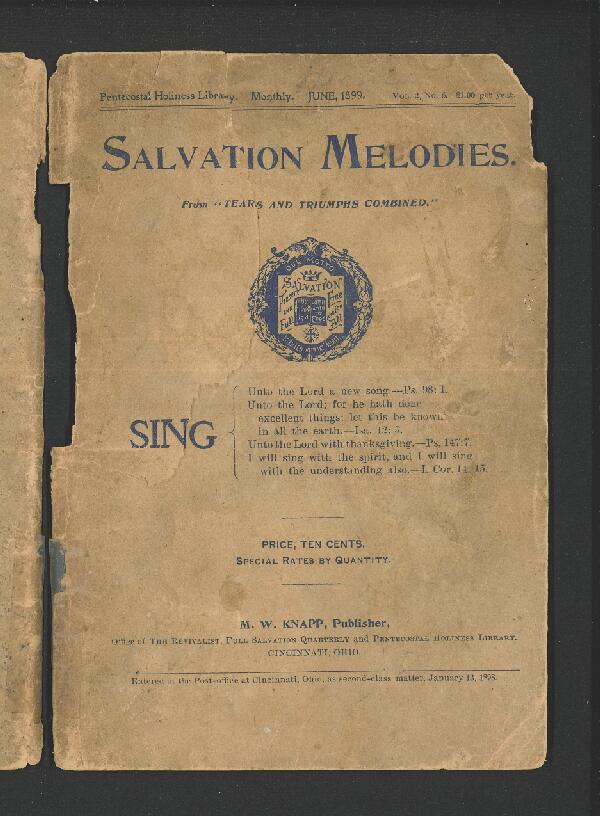 Pentecostal Holiness Library. Monthly. JUNE, 1899. Vol. 2, No. 6. $1.00 per year.
SALVATION MELODIES.
From "TEARS AND TRIUMPHS COMBINED."
OUR MOTTO
SALVATION
Free
Full
All
SING
Unto the Lord a new song.—Ps. 98: 1.
Unto the Lord; for he hath done
excellent things: let this be known
in all the earth.—Isa. 12: 5.
Unto the Lord with thanksgiving.—Ps. 147:7.
I will sing with the spirit, and I will sing
with the understanding also.—I. Cor. 14: 15.
PRICE, TEN CENTS.
SPECIAL RATES BY QUANTITY.
M. W. KNAPP, Publisher,
Office of THE REVIVALIST, FULL SALVATION QUARTERLY and PENTECOSTAL HOLINESS LIBRARY.
CINCINNATI, OHIO.
Entered in the Post-office at Cincinnati, Ohio, as second-class matter, January 13, 1898.